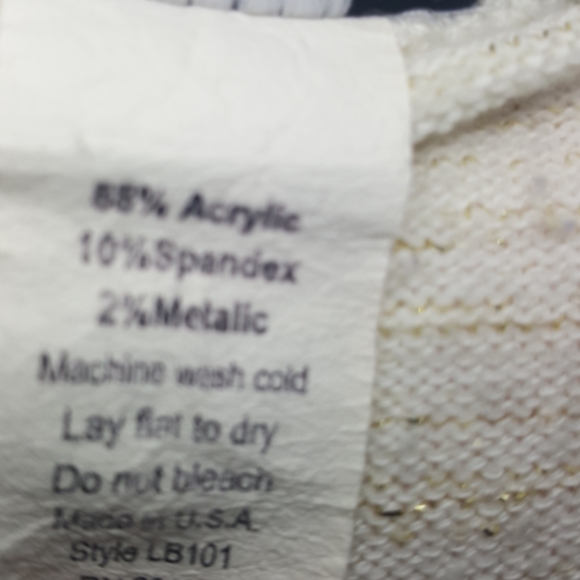 88% Acrylic
10%Spandex
2%Metalic
Machine wash cold
Lay flat to dry
Do not bleach
Made in U.S.A.
Style LB101